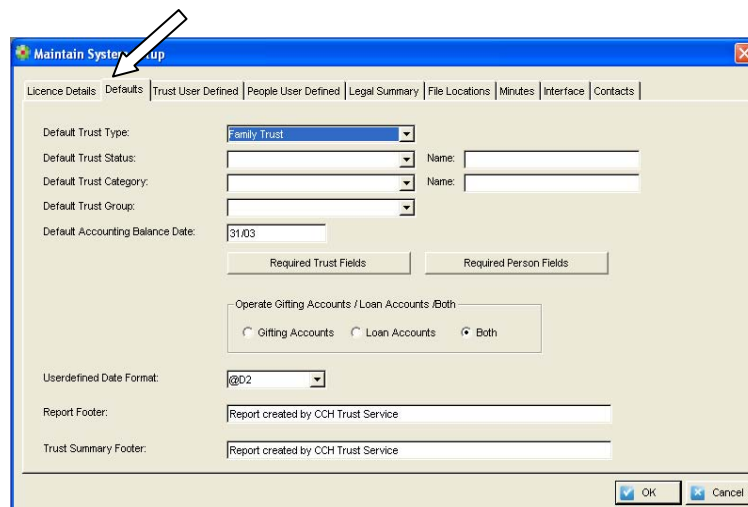 Maintain System up
Licence Details Defaults Trust User Defined People User Defined Legal Summary File Locations Minutes Interface Contacts
Default Trust Type: Family Trust
Default Trust Status: Name:
Default Trust Category: Name:
Default Trust Group:
Default Accounting Balance Date: 31/03
Required Trust Fields Required Person Fields
Operate Gifting Accounts / Loan Accounts /Both
Gifting Accounts Loan Accounts Both
Userdefined Date Format: @D2
Report Footer: Report created by CCH Trust Service
Trust Summary Footer: Report created by CCH Trust Service
OK Cancel